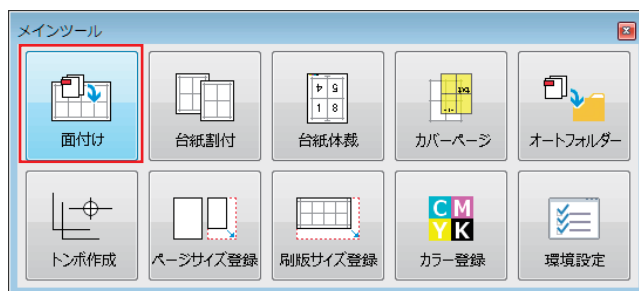 メインツール
面付け
台紙割付
台紙体裁
カバーページ
オートフォルダー
トンボ作成
ページサイズ登録
刷版サイズ登録
C M
Y K
カラー登録
環境設定